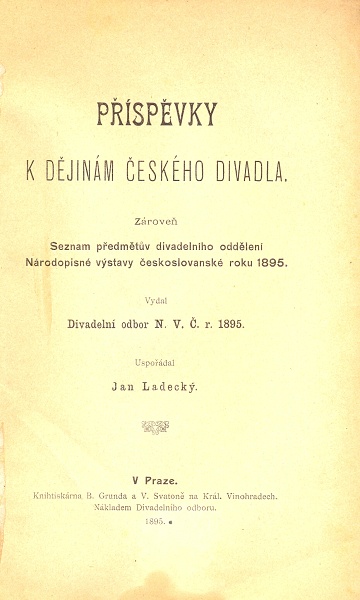 PŘÍSPĚVKY
K DĚJINÁM ČESKÉHO DIVADLA.
Zároveň
Seznam předmětův divadelního oddělení
Národopisné výstavy českoslovanské roku 1895.
Vydal
Divadelní odbor N. V. Č. r. 1895.
Uspořádal
Jan Ladecký.
V Praze.
Knihtiskárna B. Grunda a V. Svatoně na Král. Vinohradech.
Nákladem Divadelního odboru.
1895.